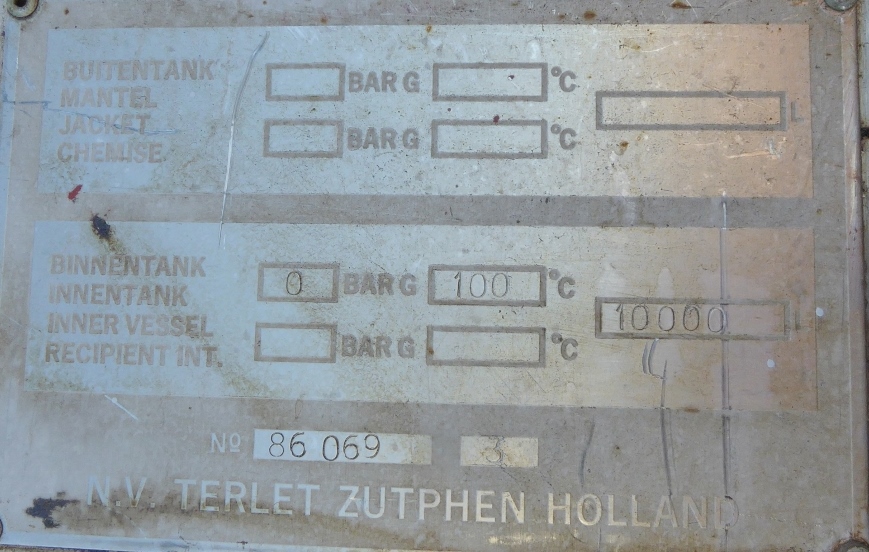 BUITENTANK BAR G °C
MANTEL
JACKET BAR G °C L
CHEMISE
BINNENTANK 0 BAR G 100 °C
INNENTANK
INNER VESSEL 10000 L
RECIPIENT INT. BAR G °C
No 86 069 3
N.V. TERLET ZUTPHEN HOLLAND